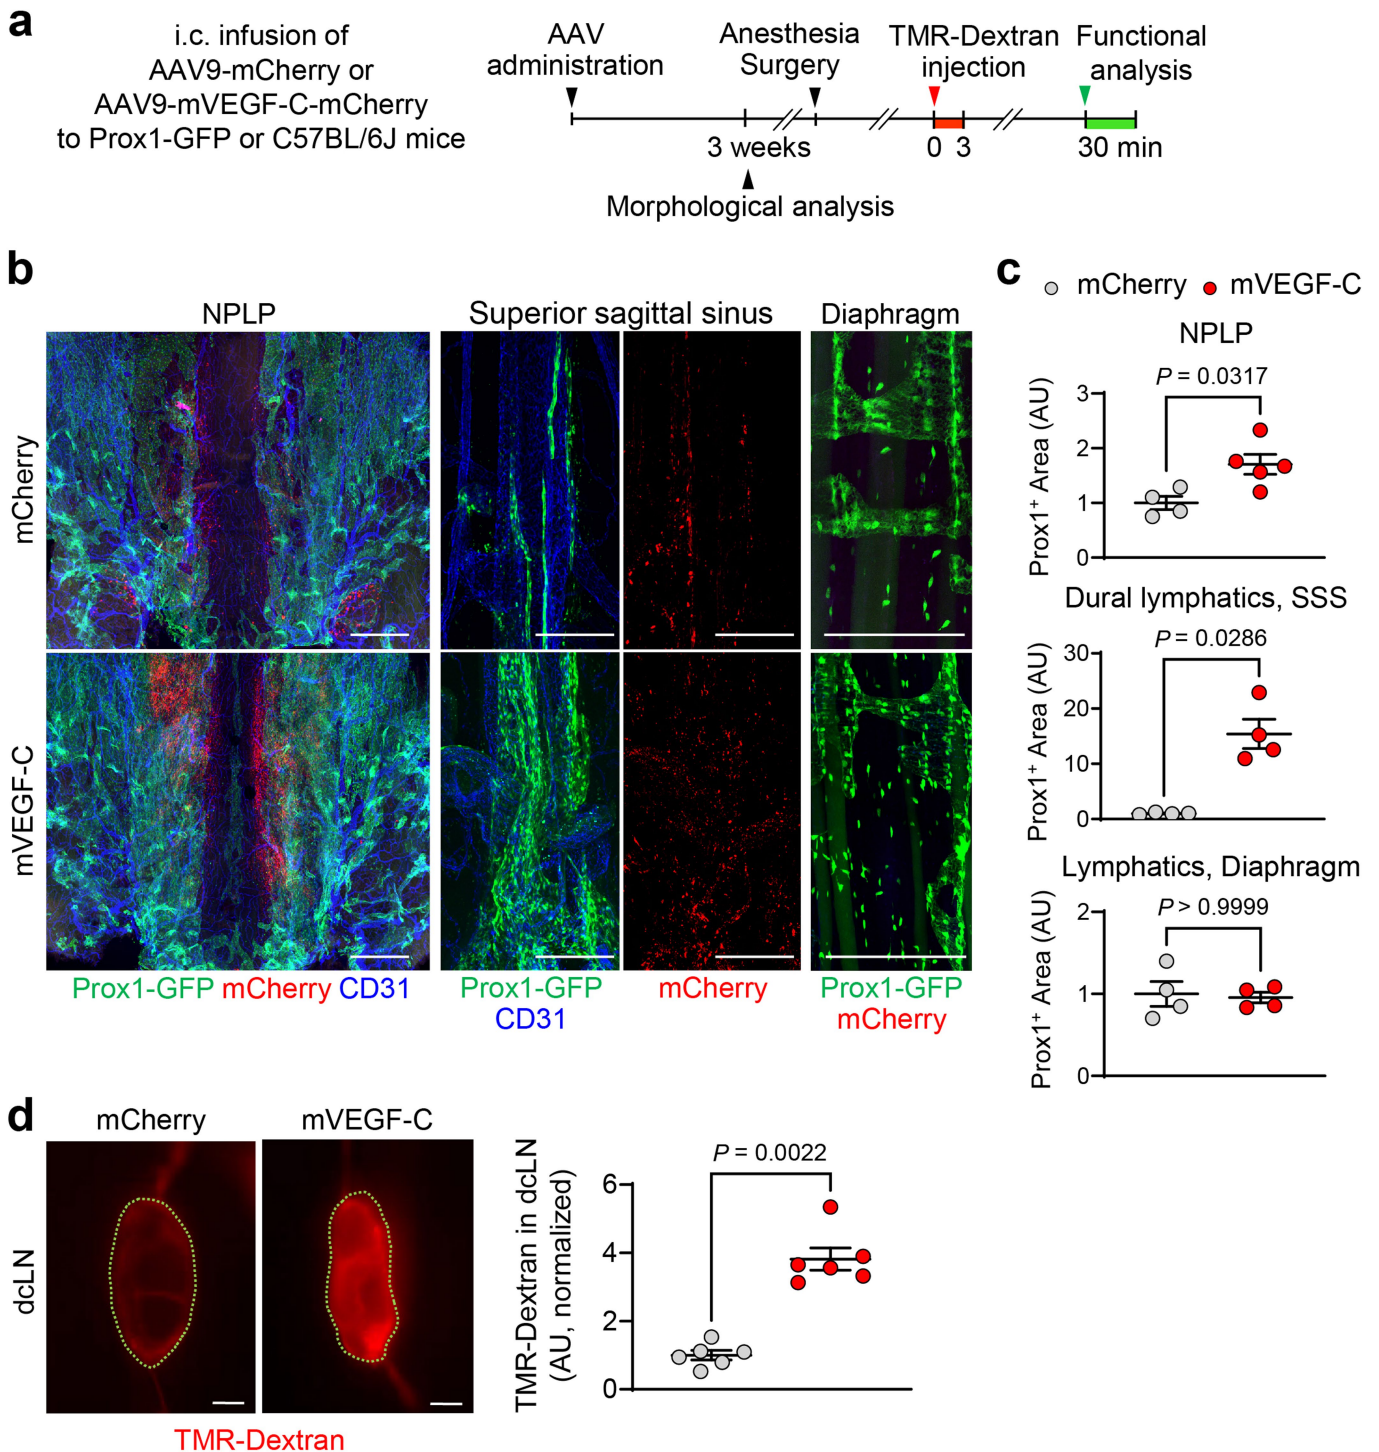 a
i.c. infusion of
AAV9-mCherry or
AAV9-mVEGF-C-mCherry
to Prox1-GFP or C57BL/6J mice
AAV
administration
Anesthesia
Surgery
TMR-Dextran
injection
Functional
analysis
3 weeks
0 3
30 min
Morphological analysis
b
NPLP
Superior sagittal sinus
Diaphragm
mCherry
mVEGF-C
Prox1-GFP mCherry CD31
Prox1-GFP
CD31
mCherry
Prox1-GFP
mCherry
c
mCherry
mVEGF-C
NPLP
P = 0.0317
Prox1+ Area (AU)
3
2
1
0
Dural lymphatics, SSS
P = 0.0286
Prox1+ Area (AU)
30
20
10
0
Lymphatics, Diaphragm
P > 0.9999
Prox1+ Area (AU)
2
1
0
d
mCherry
mVEGF-C
dcLN
TMR-Dextran
P = 0.0022
TMR-Dextran in dcLN
(AU, normalized)
6
4
2
0